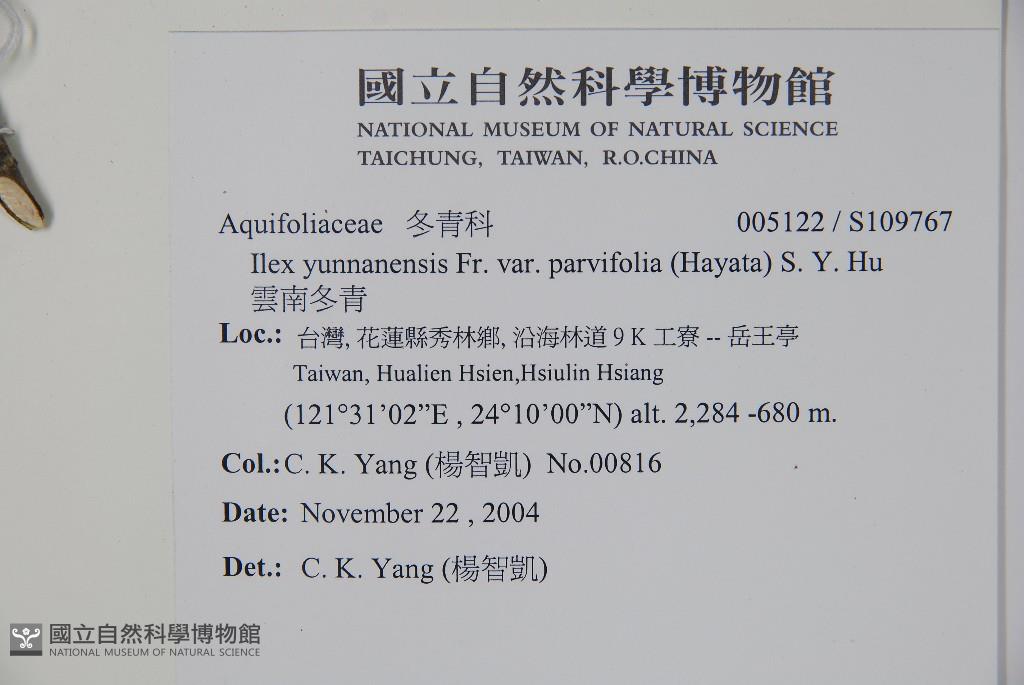 國立自然科學博物館
NATIONAL MUSEUM OF NATURAL SCIENCE
TAICHUNG, TAIWAN, R.O.CHINA
Aquifoliaceae 冬青科 005122 / S109767
Ilex yunnanensis Fr. var. parvifolia (Hayata) S. Y. Hu
雲南冬青
Loc.: 台灣, 花蓮縣秀林鄉, 沿海林道 9 K 工寮 -- 岳王亭
Taiwan, Hualien Hsien,Hsiulin Hsiang
(121°31’02”E , 24°10’00”N) alt. 2,284 -680 m.
Col.: C. K. Yang (楊智凱) No.00816
Date: November 22 , 2004
Det.: C. K. Yang (楊智凱)
國立自然科學博物館
NATIONAL MUSEUM OF NATURAL SCIENCE